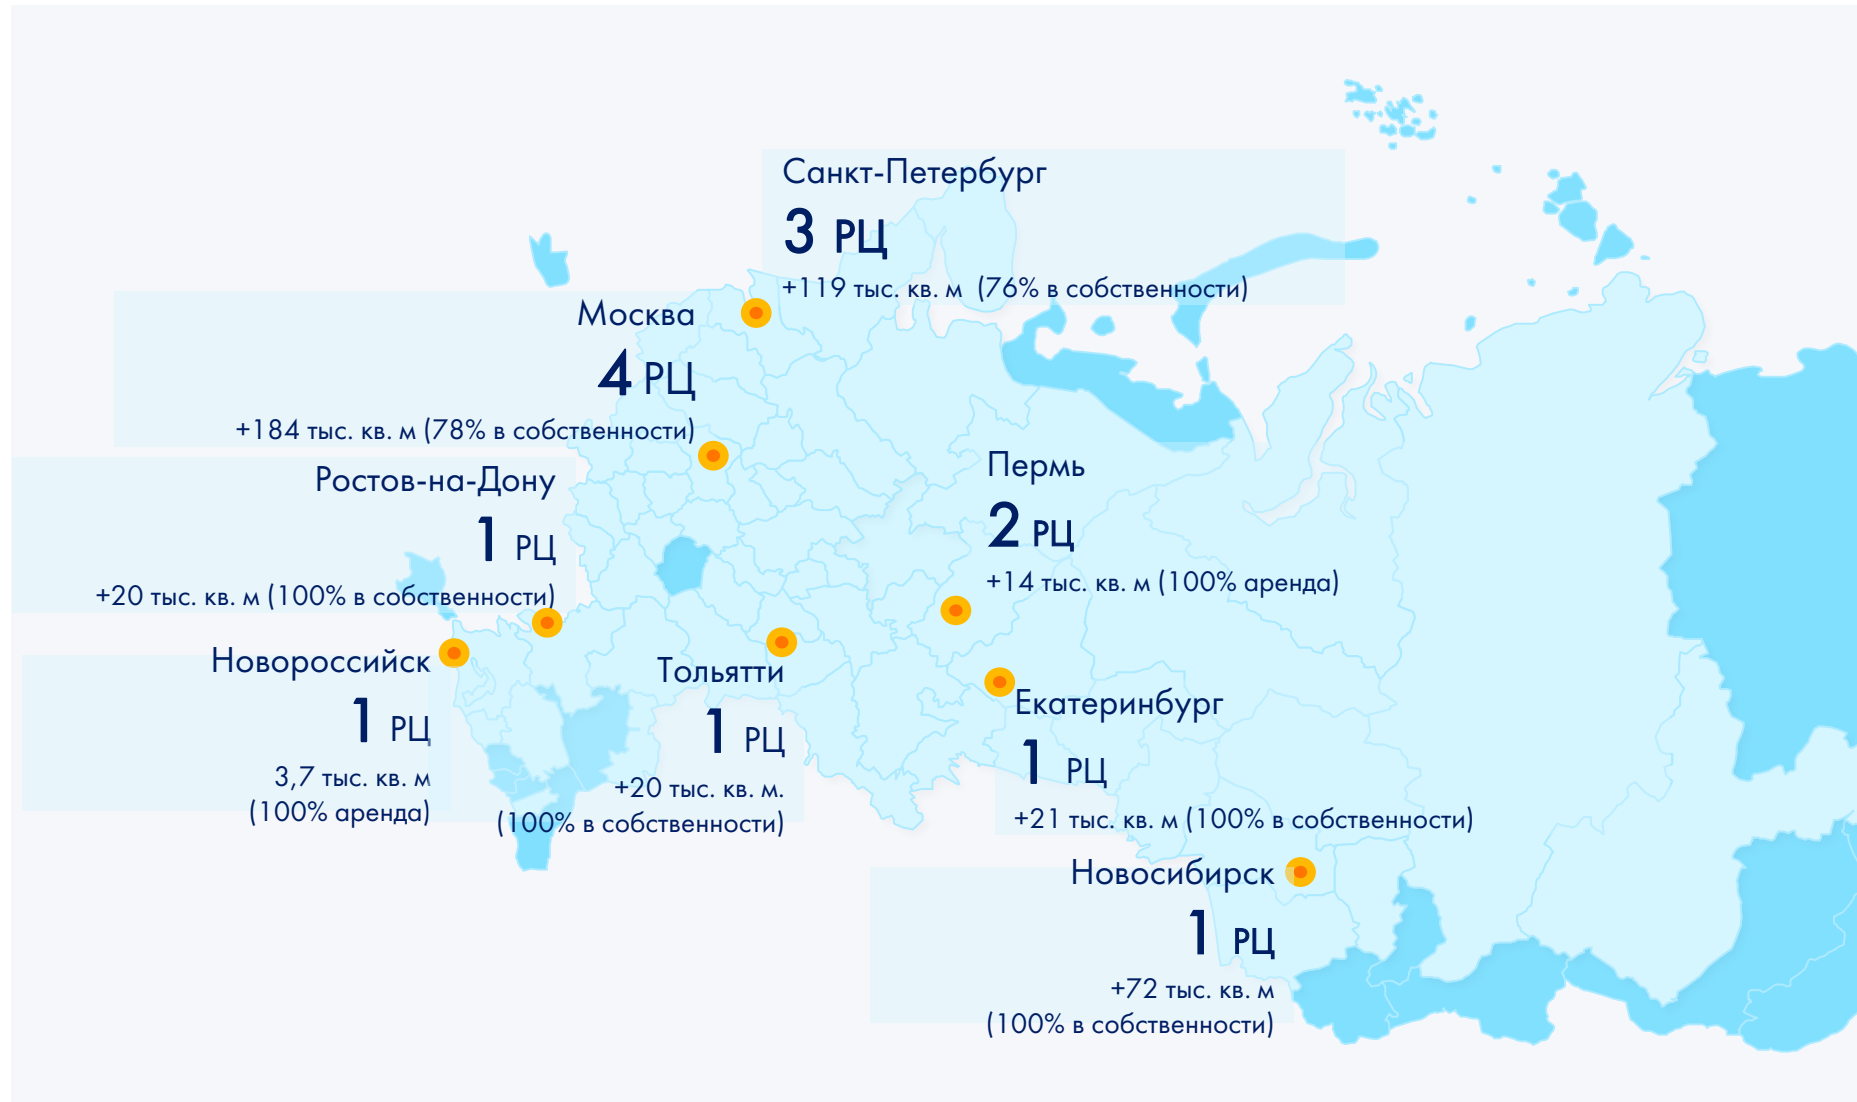 Санкт-Петербург
3 РЦ
+119 тыс. кв. м (76% в собственности)
Москва
4 РЦ
+184 тыс. кв. м (78% в собственности)
Ростов-на-Дону
1 РЦ
+20 тыс. кв. м (100% в собственности)
Пермь
2 РЦ
+14 тыс. кв. м (100% аренда)
Новороссийск
1 РЦ
3,7 тыс. кв. м
(100% аренда)
Тольятти
1 РЦ
+20 тыс. кв. м.
(100% в собственности)
Екатеринбург
1 РЦ
+21 тыс. кв. м (100% в собственности)
Новосибирск
1 РЦ
+72 тыс. кв. м
(100% в собственности)